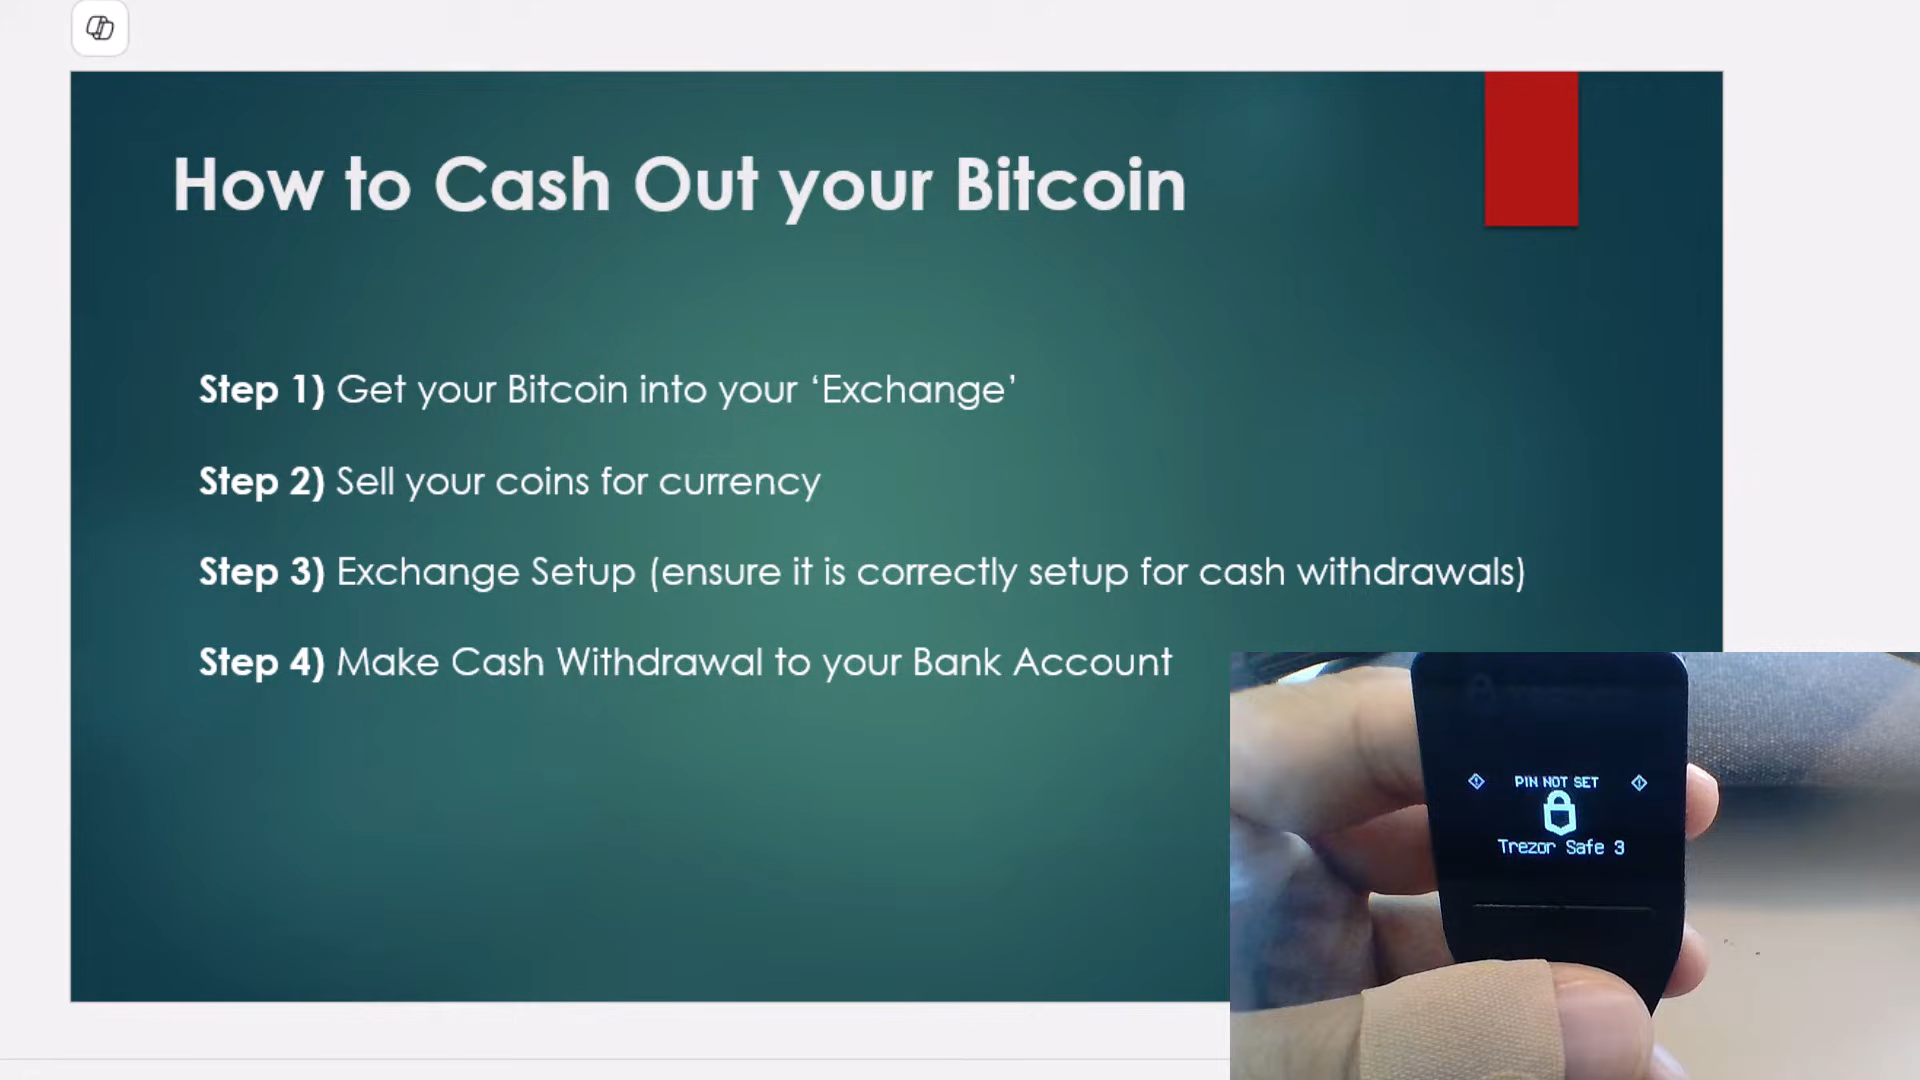 How to Cash Out your Bitcoin
Step 1) Get your Bitcoin into your ‘Exchange’
Step 2) Sell your coins for currency
Step 3) Exchange Setup (ensure it is correctly setup for cash withdrawals)
Step 4) Make Cash Withdrawal to your Bank Account
PIN NOT SET
Trezor Safe 3